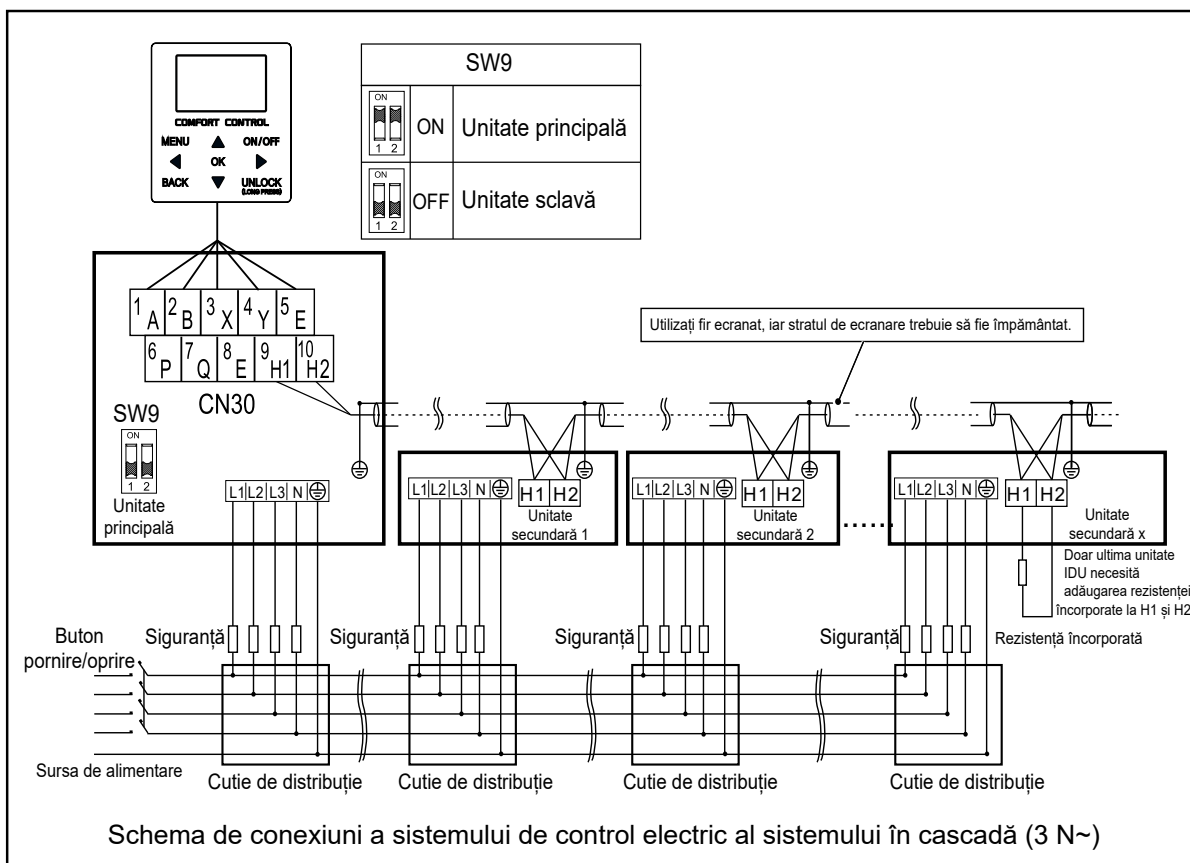 COMFORT CONTROL
MENU ON/OFF
OK
BACK UNLOCK
(LONG PRESS)
SW9
ON
1 2
ON Unitate principală
ON
1 2
OFF Unitate sclavă
1 A 2 B 3 X 4 Y 5 E
6 P 7 Q 8 E 9 H1 10 H2
CN30
Utilizați fir ecranat, iar stratul de ecranare trebuie să fie împământat.
SW9
ON
1 2
Unitate
principală
L1 L2 L3 N
L1 L2 L3 N
H1 H2
Unitate
secundară 1
L1 L2 L3 N
H1 H2
Unitate
secundară 2
L1 L2 L3 N
H1 H2
Unitate
secundară x
Doar ultima unitate
IDU necesită
adăugarea rezistenței
încorporate la H1 și H2
Buton
pornire/oprire
Siguranță
Siguranță
Siguranță
Siguranță
Rezistență încorporată
Sursa de alimentare
Cutie de distribuție
Cutie de distribuție
Cutie de distribuție
Cutie de distribuție
Schema de conexiuni a sistemului de control electric al sistemului în cascadă (3 N~)